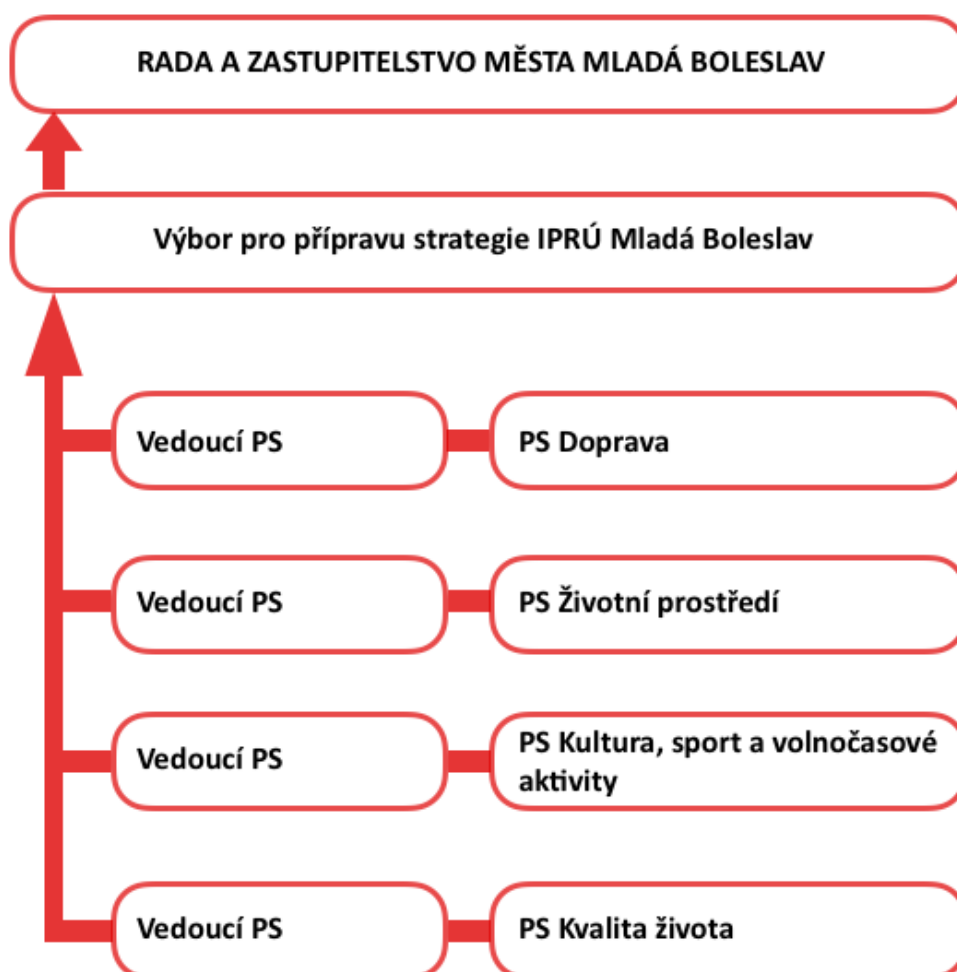 RADA A ZASTUPITELSTVO MĚSTA MLADÁ BOLESLAV
Výbor pro přípravu strategie IPRÚ Mladá Boleslav
Vedoucí PS
PS Doprava
Vedoucí PS
PS Životní prostředí
Vedoucí PS
PS Kultura, sport a volnočasové
aktivity
Vedoucí PS
PS Kvalita života